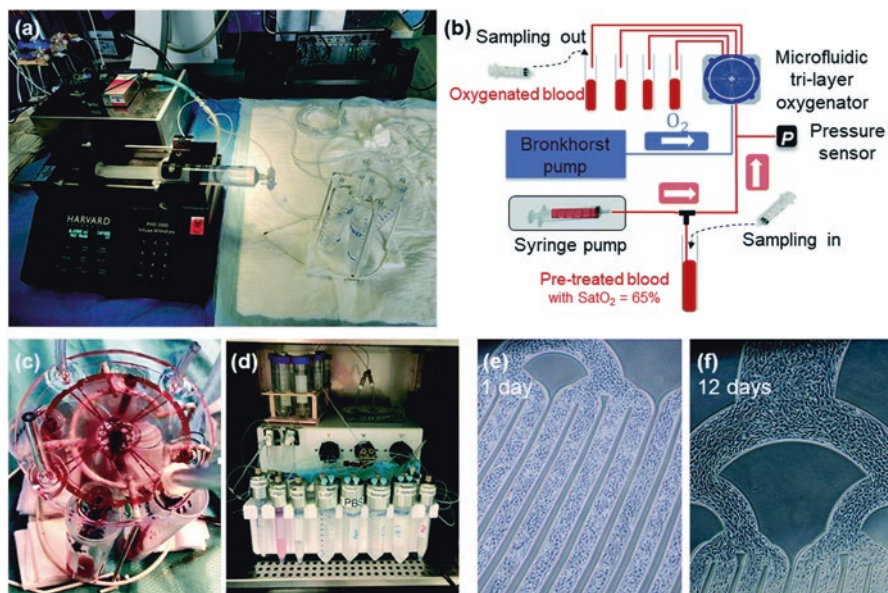 (a)
HARVARD
(b)
Sampling out
Oxygenated blood
Microfluidic
tri-layer
oxygenator
O₂
Bronkhorst
pump
P
Pressure
sensor
Syringe pump
Sampling in
Pre-treated blood
with SatO₂ = 65%
(c)
(d)
PBS
(e)
1 day
(f)
12 days